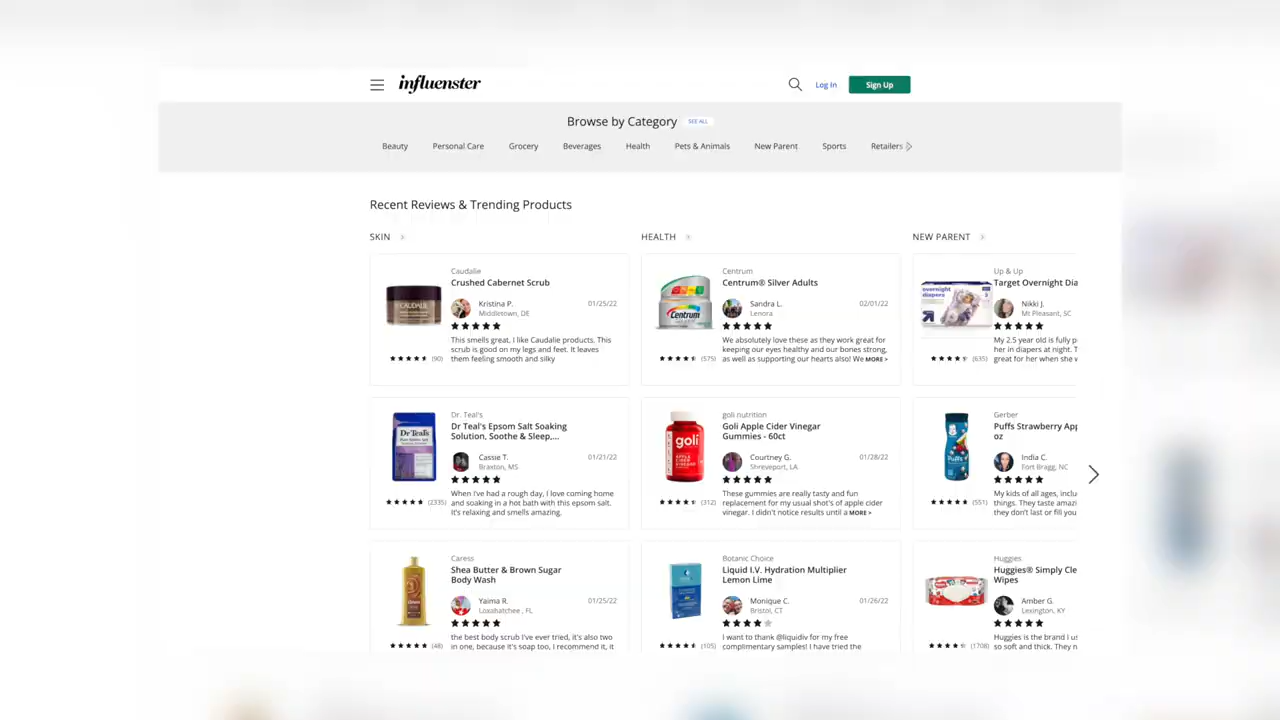 influenster
Log In
Sign Up
Browse by Category
SEE ALL
Beauty
Personal Care
Grocery
Beverages
Health
Pets & Animals
New Parent
Sports
Retailers
Recent Reviews & Trending Products
SKIN
Caudalie
Crushed Cabernet Scrub
Kristina P.
01/25/22
Middletown, DE
This smells great. I like Caudalie products. This
scrub is good on my legs and feet. It leaves
them feeling smooth and silky
(90)
CAUDALIE
Dr. Teal's
Dr Teal's Epsom Salt Soaking
Solution, Soothe & Sleep,...
Cassie T.
01/21/22
Braxton, MS
When I've had a rough day, I love coming home
and soaking in a hot bath with this epsom salt.
It's relaxing and smells amazing.
(2335)
Dr Teal's
Caress
Shea Butter & Brown Sugar
Body Wash
Yaima R.
01/25/22
Loxahatchee , FL
the best body scrub I've ever tried, it's also two
in one, because it's soap too, I recommend it, it
(48)
HEALTH
Centrum
Centrum® Silver Adults
Sandra L.
02/01/22
Lenora
We absolutely love these as they work great for
keeping our eyes healthy and our bones strong,
as well as supporting our hearts also! We MORE >
(575)
Centrum
goli nutrition
Goli Apple Cider Vinegar
Gummies - 60ct
Courtney G.
01/28/22
Shreveport, LA
These gummies are really tasty and fun
replacement for my usual shot's of apple cider
vinegar. I didn't notice results until a MORE >
(312)
goli
APPLE
CIDER
VINEGAR
Botanic Choice
Liquid I.V. Hydration Multiplier
Lemon Lime
Monique C.
01/26/22
Bristol, CT
I want to thank @liquidiv for my free
complimentary samples! I have tried the
(105)
NEW PARENT
Up & Up
Target Overnight Dia
Nikki J.
Mt Pleasant, SC
My 2.5 year old is fully p
her in diapers at night. T
great for her when she w
(635)
overnight
diapers
Gerber
Puffs Strawberry App
oz
India C.
Fort Bragg, NC
My kids of all ages, inclu
things. They taste amazi
they don't last or fill you
(551)
Puffs
Huggies
Huggies® Simply Cle
Wipes
Amber G.
Lexington, KY
Huggies is the brand I us
so soft and thick. They n
(1708)